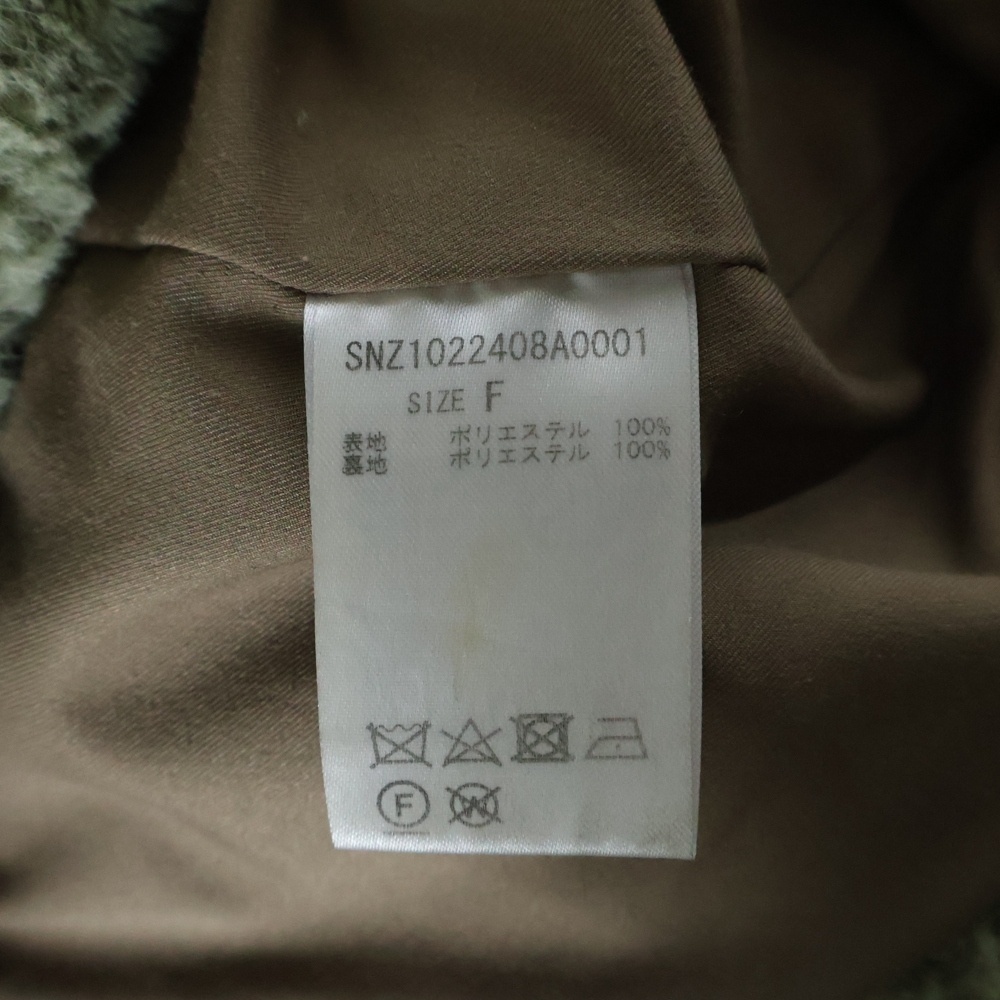 SNZ1022408A0001
SIZE F
表地 ポリエステル 100%
裏地 ポリエステル 100%
F W